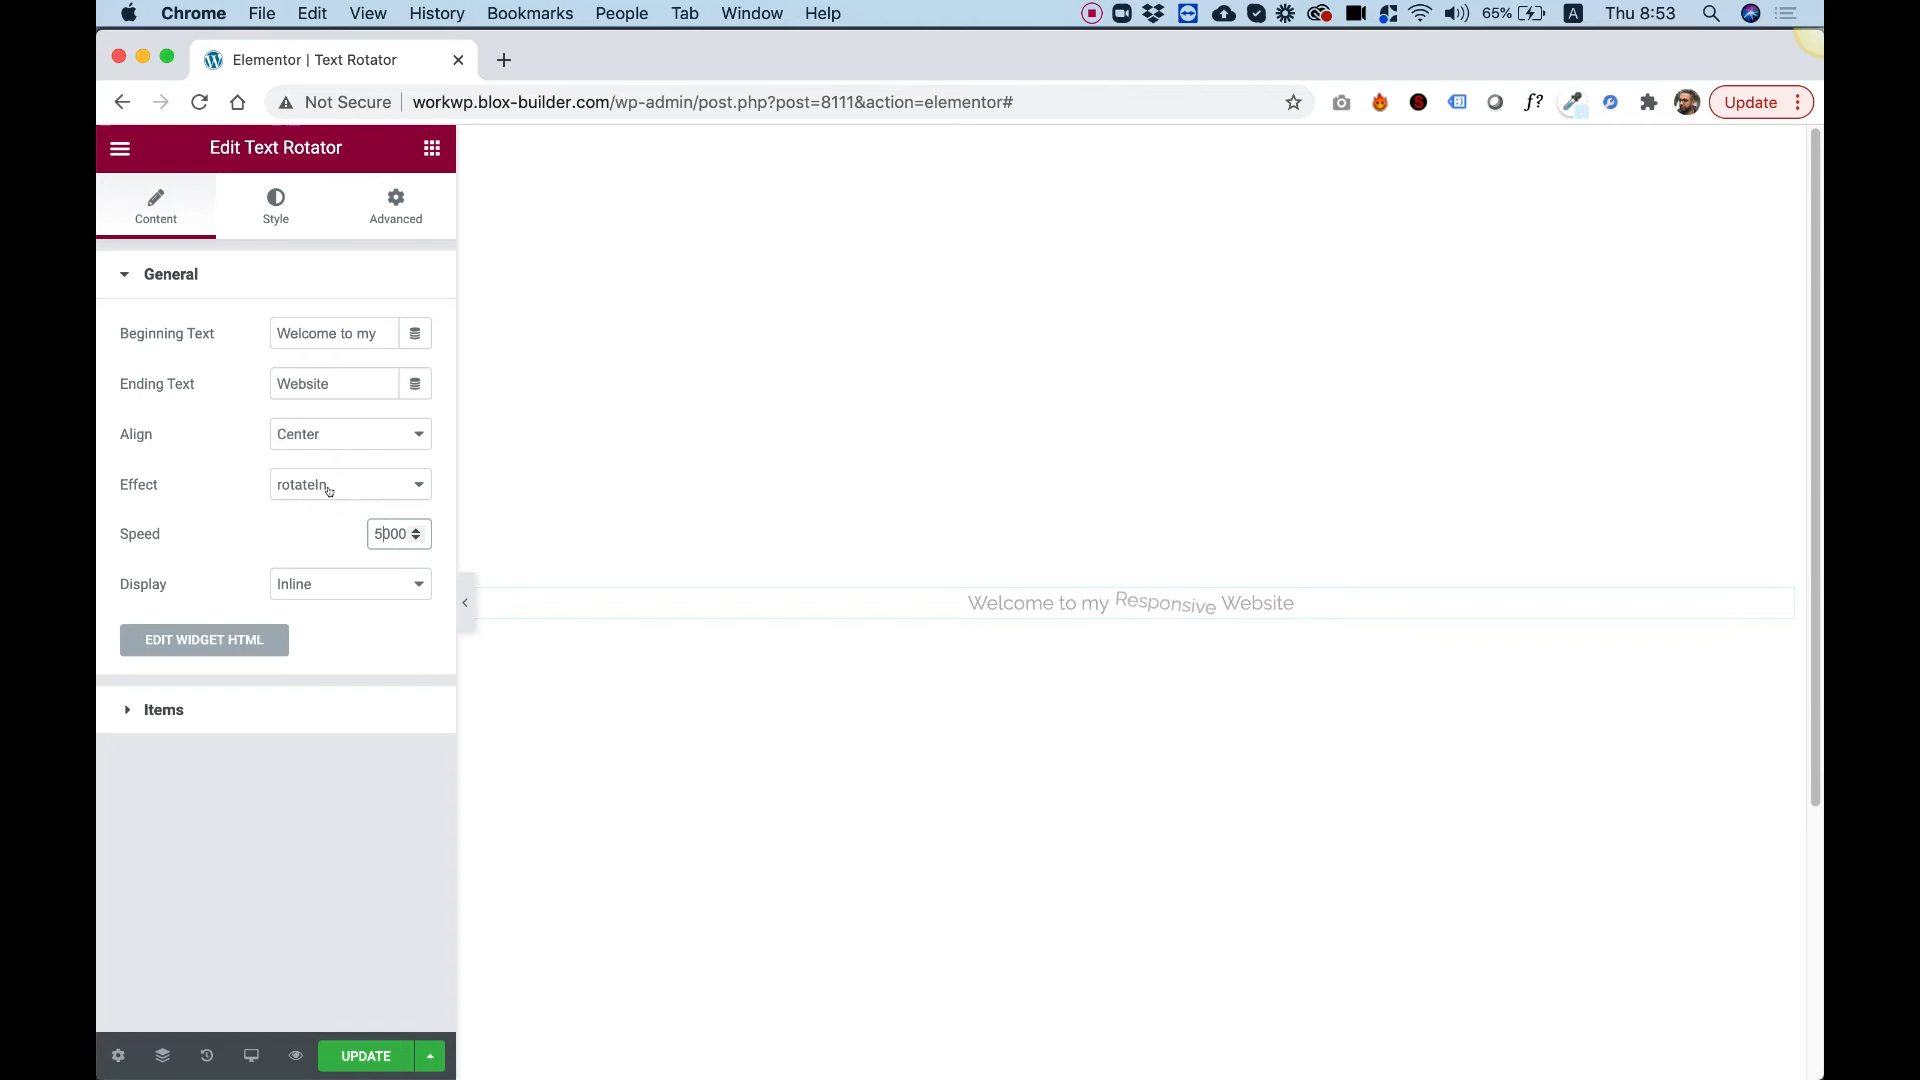 Chrome File Edit View History Bookmarks People Tab Window Help 65% A Thu 8:53
Elementor | Text Rotator
Not Secure workwp.blox-builder.com/wp-admin/post.php?post=8111&action=elementor# S f? Update
Edit Text Rotator
Content Style Advanced
General
Beginning Text Welcome to my
Ending Text Website
Align Center
Effect rotateIn
Speed 5000
Display Inline
Welcome to my Responsive Website
EDIT WIDGET HTML
Items
UPDATE